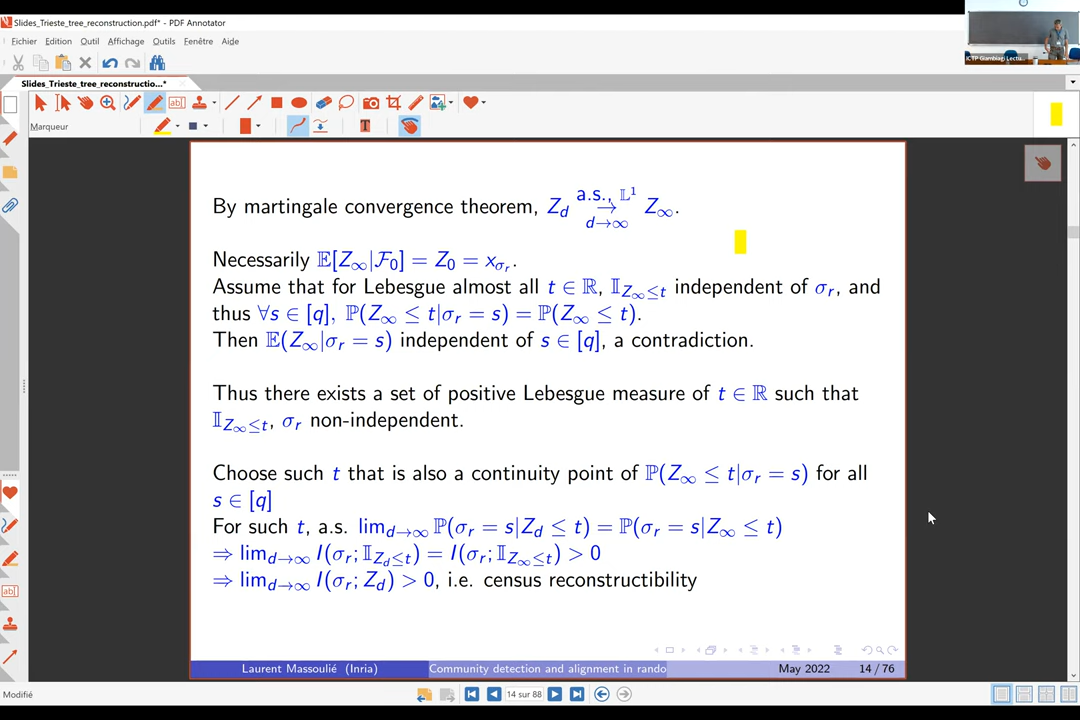 Slides_Trieste_tree_reconstruction.pdf* - PDF Annotator
Fichier Edition Outil Affichage Outils Fenêtre Aide
Slides_Trieste_tree_reconstructio...*
Marqueur
ICTP Giambiagi Lectu...
By martingale convergence theorem, Z_d →_{d→∞}^{a.s., 𝕃¹} Z_∞.
Necessarily 𝔼[Z_∞|ℱ_0] = Z_0 = x_{σ_r}.
Assume that for Lebesgue almost all t ∈ ℝ, 𝕀_{Z_∞≤t} independent of σ_r, and
thus ∀s ∈ [q], ℙ(Z_∞ ≤ t|σ_r = s) = ℙ(Z_∞ ≤ t).
Then 𝔼(Z_∞|σ_r = s) independent of s ∈ [q], a contradiction.
Thus there exists a set of positive Lebesgue measure of t ∈ ℝ such that
𝕀_{Z_∞≤t}, σ_r non-independent.
Choose such t that is also a continuity point of ℙ(Z_∞ ≤ t|σ_r = s) for all
s ∈ [q]
For such t, a.s. lim_{d→∞} ℙ(σ_r = s|Z_d ≤ t) = ℙ(σ_r = s|Z_∞ ≤ t)
⇒ lim_{d→∞} I(σ_r; 𝕀_{Z_d≤t}) = I(σ_r; 𝕀_{Z_∞≤t}) > 0
⇒ lim_{d→∞} I(σ_r; Z_d) > 0, i.e. census reconstructibility
Laurent Massoulié (Inria) Community detection and alignment in rando May 2022 14 / 76
Modifié 14 sur 88